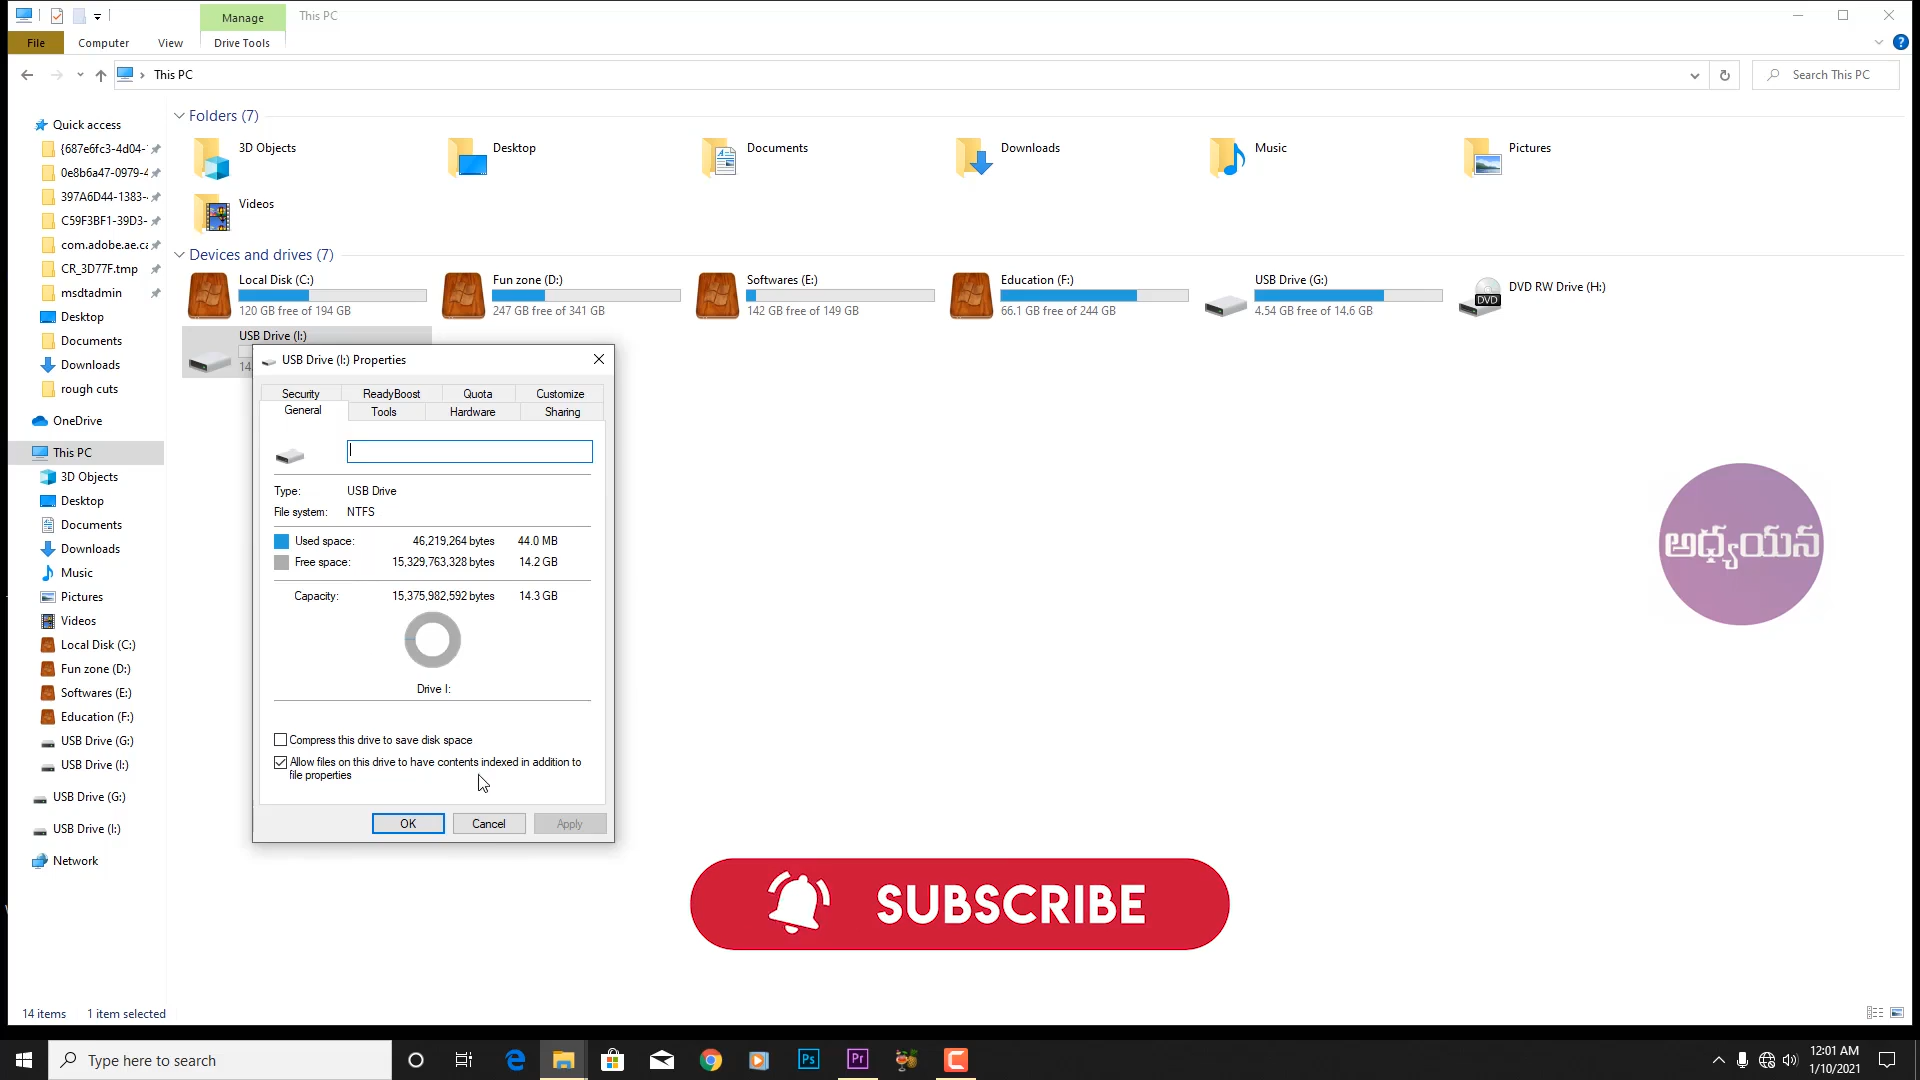 Manage
This PC
File
Computer
View
Drive Tools
This PC
Search This PC
Folders (7)
Quick access
{687e6fc3-4d04-
0e8b6a47-0979-4
397A6D44-1383-
C59F3BF1-39D3-
com.adobe.ae.ca
CR_3D77F.tmp
msdtadmin
Desktop
Documents
Downloads
rough cuts
OneDrive
This PC
3D Objects
Desktop
Documents
Downloads
Music
Pictures
Videos
Local Disk (C:)
Fun zone (D:)
Softwares (E:)
Education (F:)
USB Drive (G:)
USB Drive (I:)
USB Drive (G:)
USB Drive (I:)
Network
3D Objects
Desktop
Documents
Downloads
Music
Pictures
Videos
Devices and drives (7)
Local Disk (C:)
120 GB free of 194 GB
Fun zone (D:)
247 GB free of 341 GB
Softwares (E:)
142 GB free of 149 GB
Education (F:)
66.1 GB free of 244 GB
USB Drive (G:)
4.54 GB free of 14.6 GB
DVD
DVD RW Drive (H:)
USB Drive (I:)
USB Drive (I:) Properties
Security
ReadyBoost
Quota
Customize
General
Tools
Hardware
Sharing
Type: USB Drive
File system: NTFS
Used space: 46,219,264 bytes 44.0 MB
Free space: 15,329,763,328 bytes 14.2 GB
Capacity: 15,375,982,592 bytes 14.3 GB
Drive I:
Compress this drive to save disk space
Allow files on this drive to have contents indexed in addition to
file properties
OK
Cancel
Apply
అధ్యయన
SUBSCRIBE
14 items
1 item selected
Type here to search
Ps
Pr
12:01 AM
1/10/2021